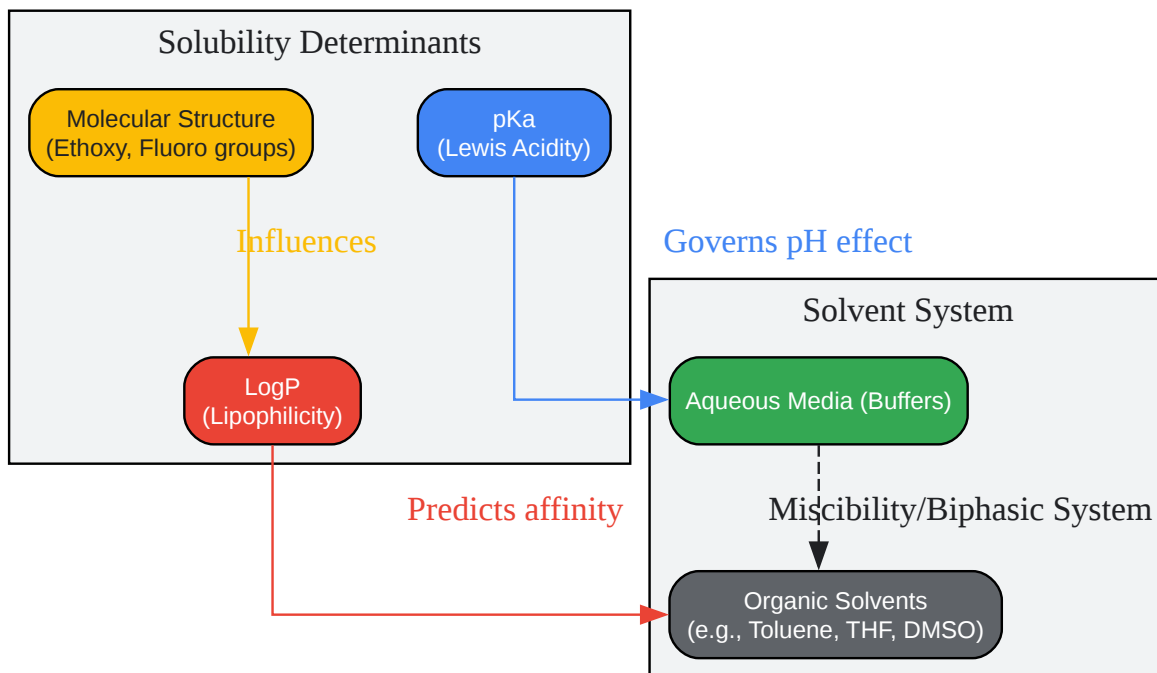 Solubility Determinants
Molecular Structure
(Ethoxy, Fluoro groups)
pKa
(Lewis Acidity)
Influences
Governs pH effect
Solvent System
LogP
(Lipophilicity)
Aqueous Media (Buffers)
Predicts affinity
Miscibility/Biphasic System
Organic Solvents
(e.g., Toluene, THF, DMSO)